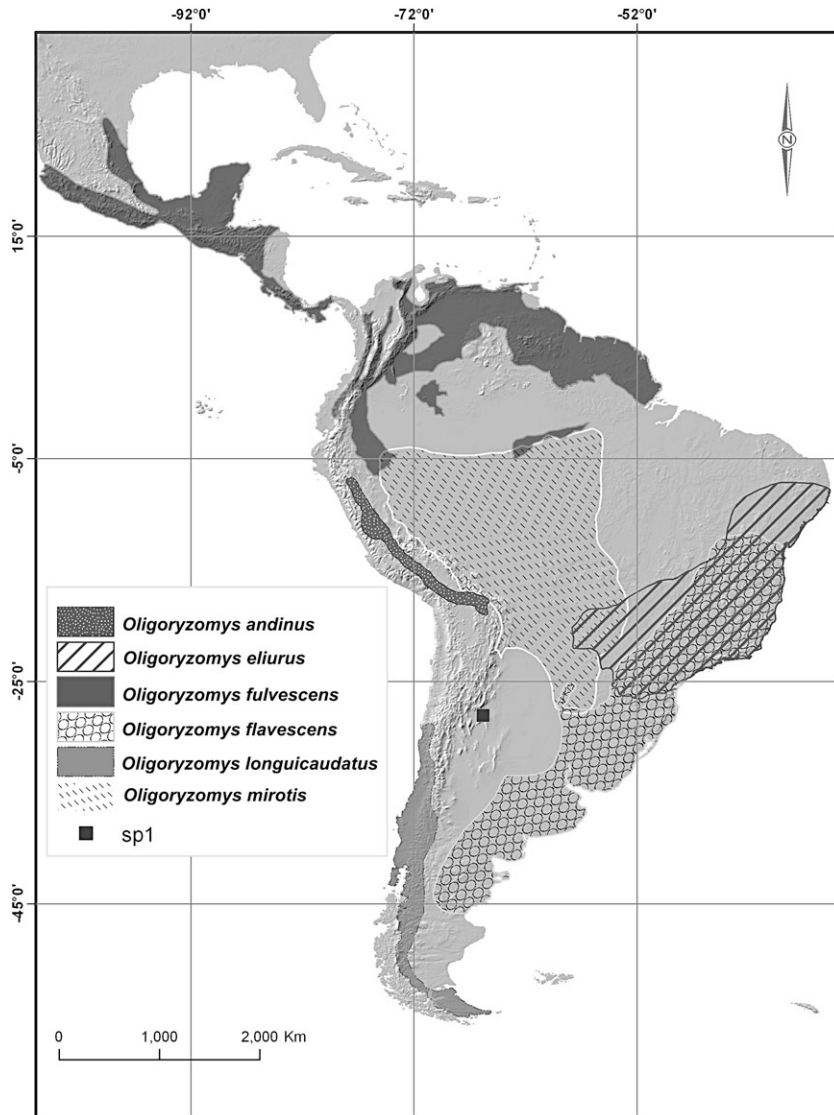 -92°0' -72°0' -52°0'
N
15°0'
-5°0'
Oligoryzomys andinus
Oligoryzomys eliurus
Oligoryzomys fulvescens
-25°0'
Oligoryzomys flavescens
Oligoryzomys longuicaudatus
Oligoryzomys mirotis
sp1
-45°0'
0 1,000 2,000 Km